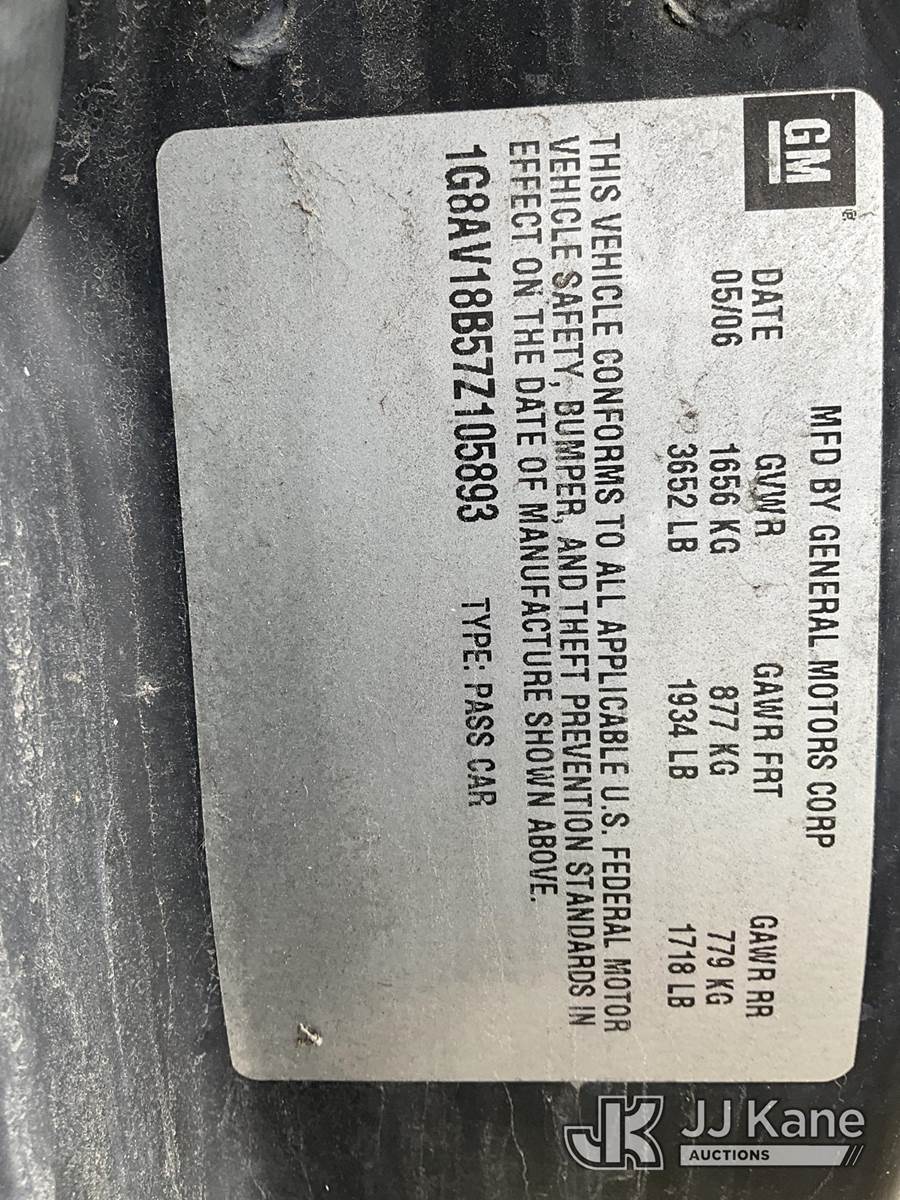 GM
®
MFD BY GENERAL MOTORS CORP
DATE GVWR GAWR FRT GAWR RR
05/06 1656 KG 877 KG 779 KG
3652 LB 1934 LB 1718 LB
THIS VEHICLE CONFORMS TO ALL APPLICABLE U.S. FEDERAL MOTOR
VEHICLE SAFETY, BUMPER, AND THEFT PREVENTION STANDARDS IN
EFFECT ON THE DATE OF MANUFACTURE SHOWN ABOVE.
1G8AV18B57Z105893 TYPE: PASS CAR
JK JJ Kane
AUCTIONS